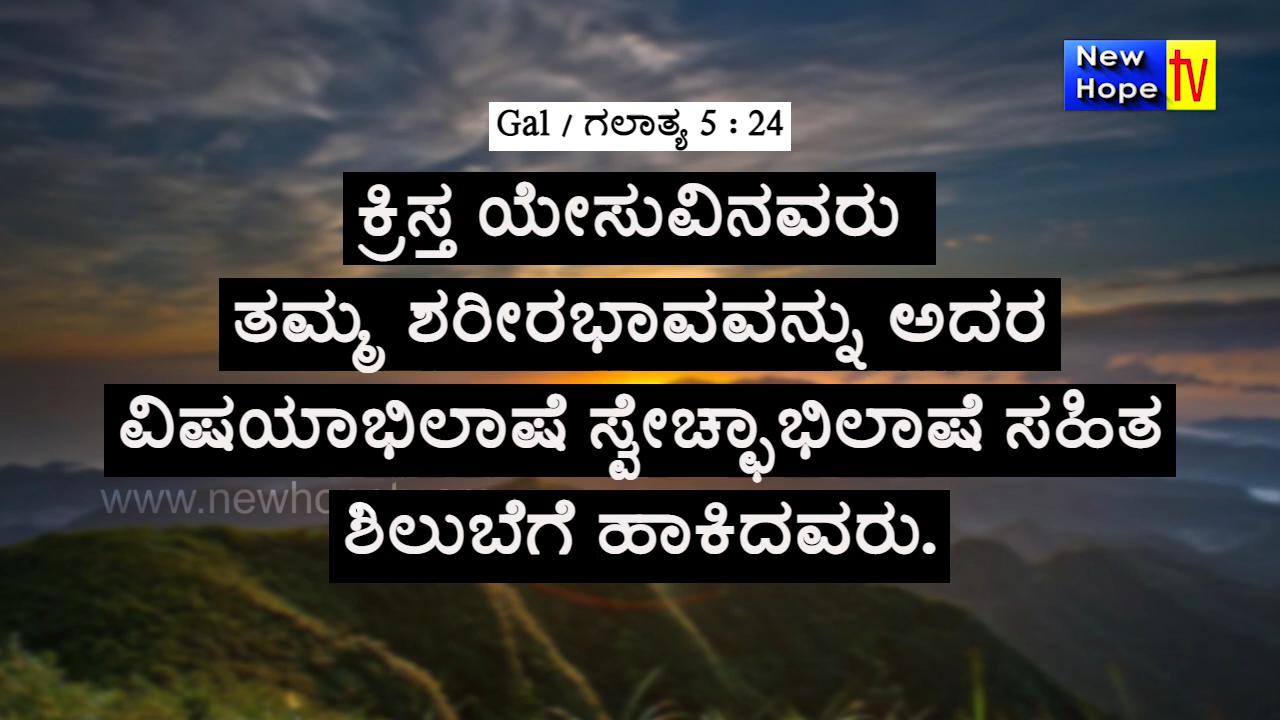 New
Hope
tv
Gal / ಗಲಾತ್ಯ 5 : 24
ಕ್ರಿಸ್ತ ಯೇಸುವಿನವರು
ತಮ್ಮ ಶರೀರಭಾವವನ್ನು ಅದರ
ವಿಷಯಾಭಿಲಾಷೆ ಸ್ವೇಚ್ಛಾಭಿಲಾಷೆ ಸಹಿತ
ಶಿಲುಬೆಗೆ ಹಾಕಿದವರು.